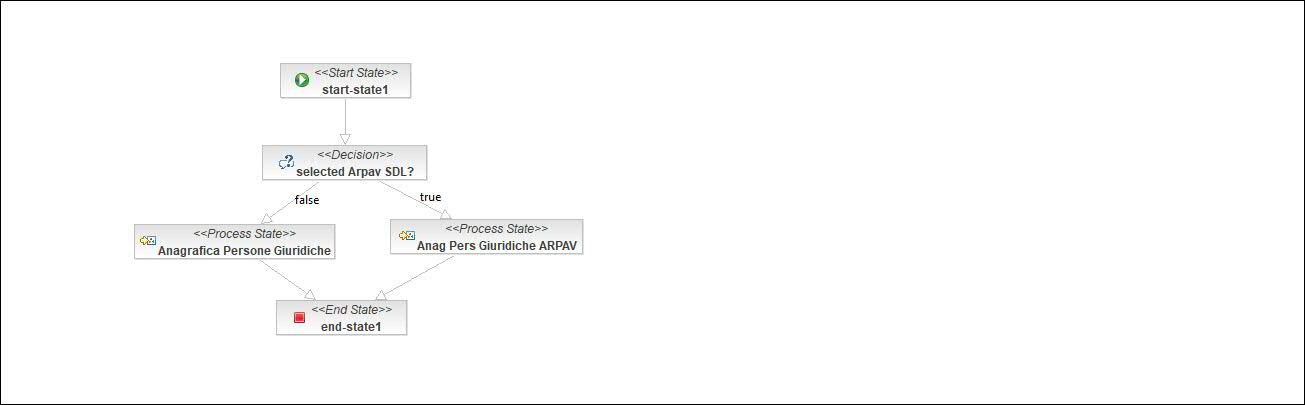 <<Start State>>
start-state1
<<Decision>>
selected Arpav SDL?
false
true
<<Process State>>
Anagrafica Persone Giuridiche
<<Process State>>
Anag Pers Giuridiche ARPAV
<<End State>>
end-state1